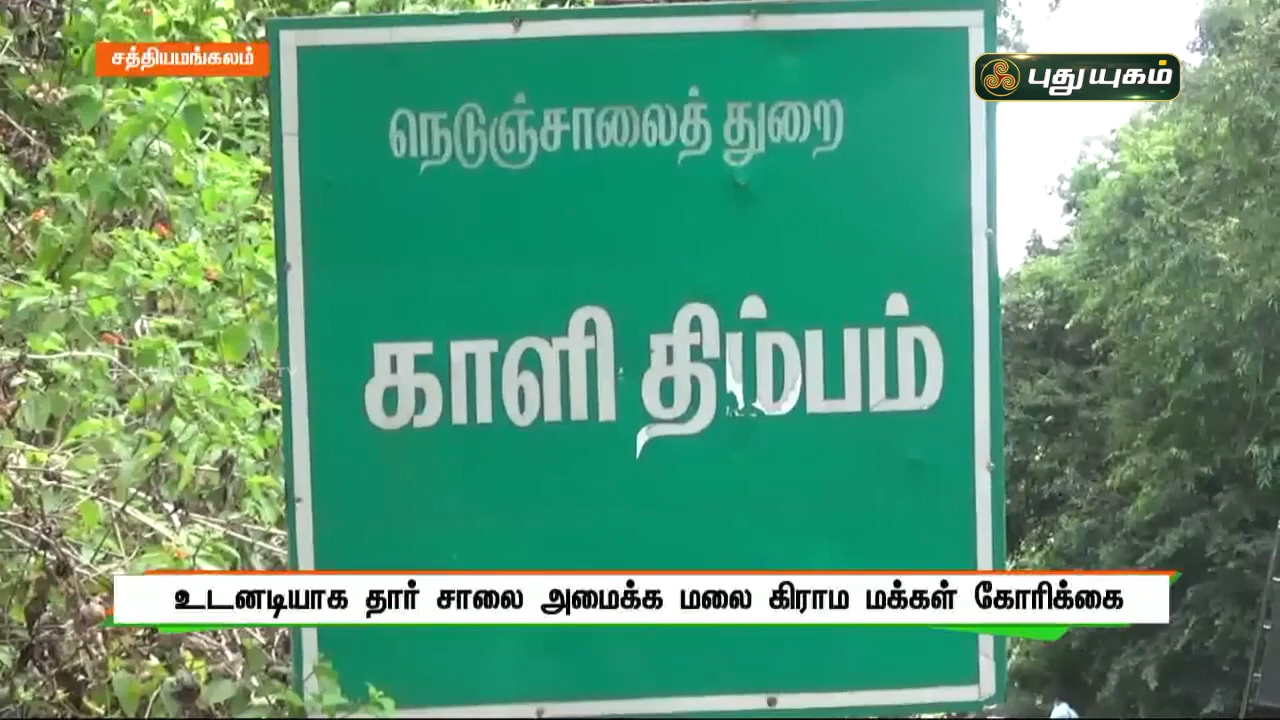 சத்தியமங்கலம்
புதுயுகம்
நெடுஞ்சாலைத் துறை
காளி திம்பம்
உடனடியாக தார் சாலை அமைக்க மலை கிராம மக்கள் கோரிக்கை